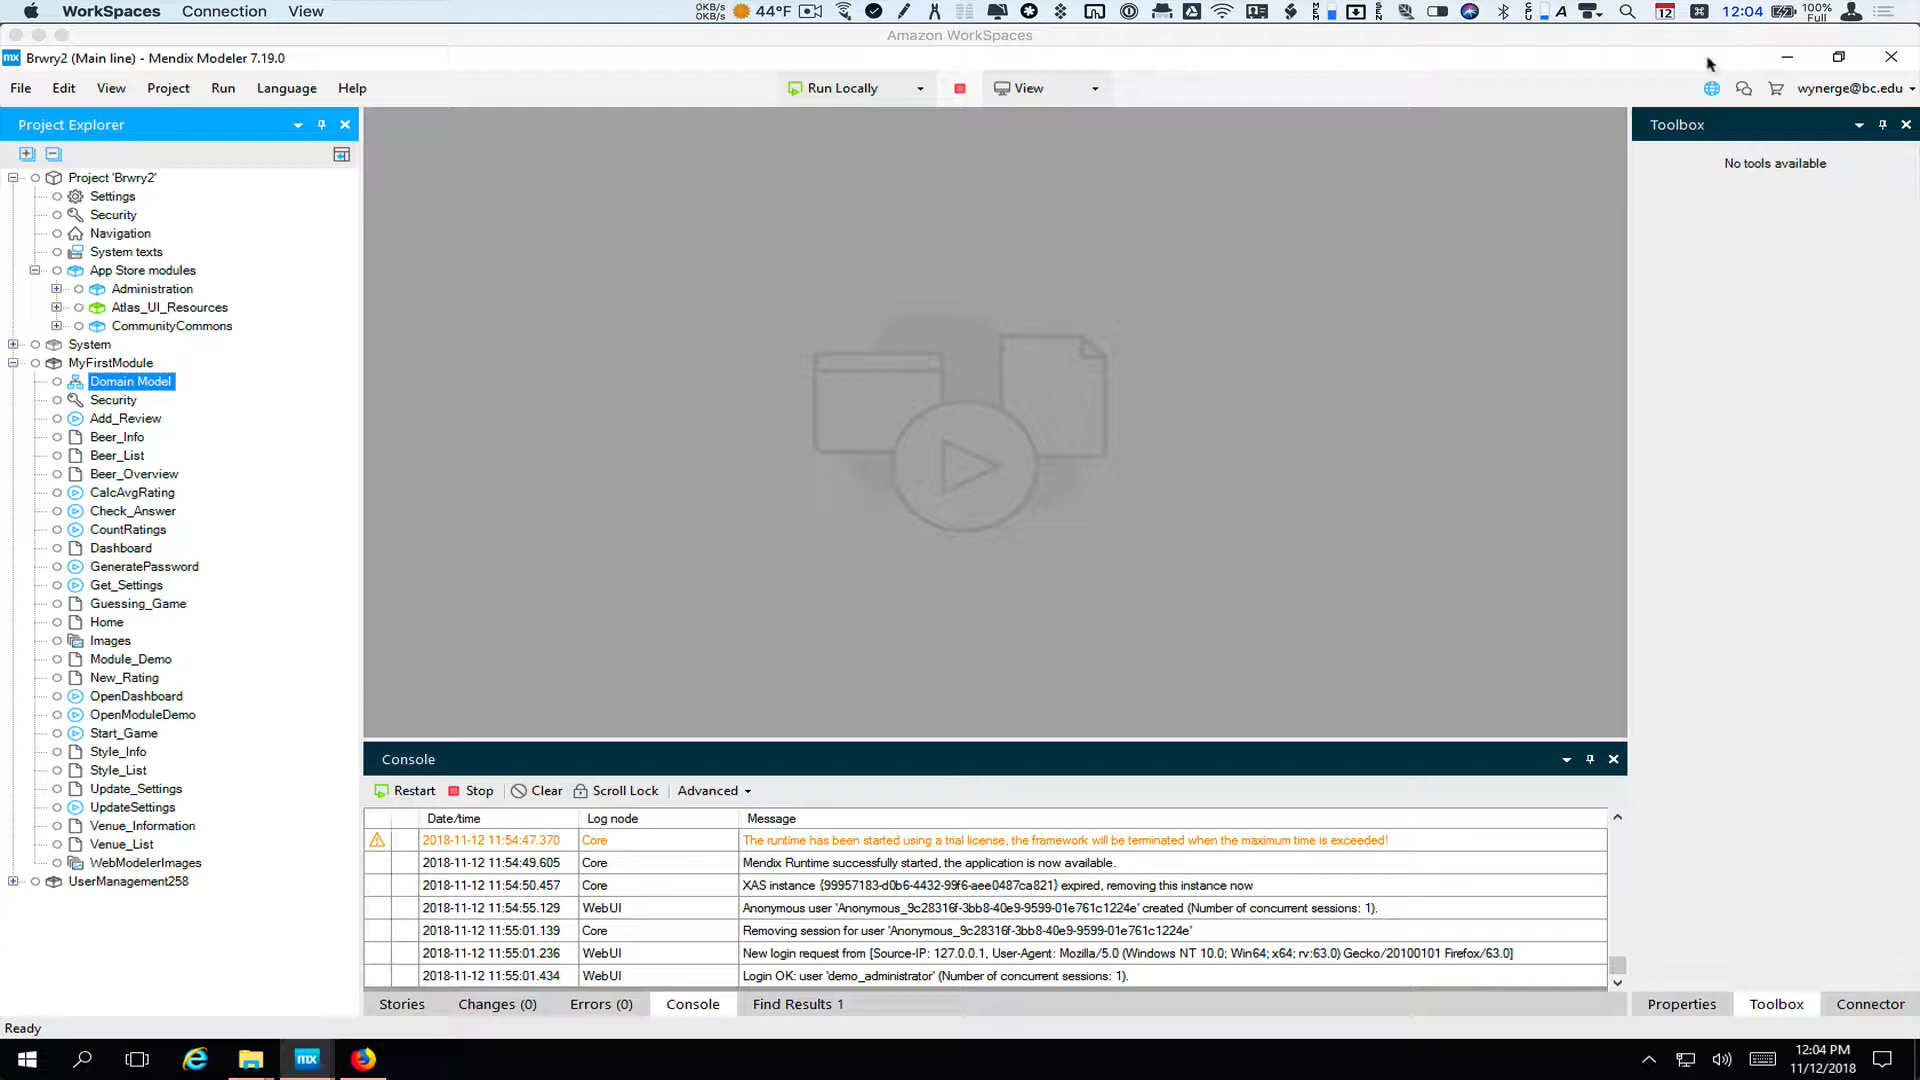 WorkSpaces Connection View 0KB/s 0KB/s 44°F MEM SEN CPU A 12 12:04 100% Full
Amazon WorkSpaces
mx Brwry2 (Main line) - Mendix Modeler 7.19.0
File Edit View Project Run Language Help Run Locally View wynerge@bc.edu
Project Explorer
Toolbox
No tools available
Project 'Brwry2'
Settings
Security
Navigation
System texts
App Store modules
Administration
Atlas_UI_Resources
CommunityCommons
System
MyFirstModule
Domain Model
Security
Add_Review
Beer_Info
Beer_List
Beer_Overview
CalcAvgRating
Check_Answer
CountRatings
Dashboard
GeneratePassword
Get_Settings
Guessing_Game
Home
Images
Module_Demo
New_Rating
OpenDashboard
OpenModuleDemo
Start_Game
Style_Info
Style_List
Update_Settings
UpdateSettings
Venue_Information
Venue_List
WebModelerImages
UserManagement258
Console
Restart Stop Clear Scroll Lock Advanced
Date/time Log node Message
2018-11-12 11:54:47.370 Core The runtime has been started using a trial license, the framework will be terminated when the maximum time is exceeded!
2018-11-12 11:54:49.605 Core Mendix Runtime successfully started, the application is now available.
2018-11-12 11:54:50.457 Core XAS instance {99957183-d0b6-4432-99f6-aee0487ca821} expired, removing this instance now
2018-11-12 11:54:55.129 WebUI Anonymous user 'Anonymous_9c28316f-3bb8-40e9-9599-01e761c1224e' created (Number of concurrent sessions: 1).
2018-11-12 11:55:01.139 Core Removing session for user 'Anonymous_9c28316f-3bb8-40e9-9599-01e761c1224e'
2018-11-12 11:55:01.236 WebUI New login request from [Source-IP: 127.0.0.1, User-Agent: Mozilla/5.0 (Windows NT 10.0; Win64; x64; rv:63.0) Gecko/20100101 Firefox/63.0]
2018-11-12 11:55:01.434 WebUI Login OK: user 'demo_administrator' (Number of concurrent sessions: 1).
Stories Changes (0) Errors (0) Console Find Results 1 Properties Toolbox Connector
Ready
mx 12:04 PM
11/12/2018